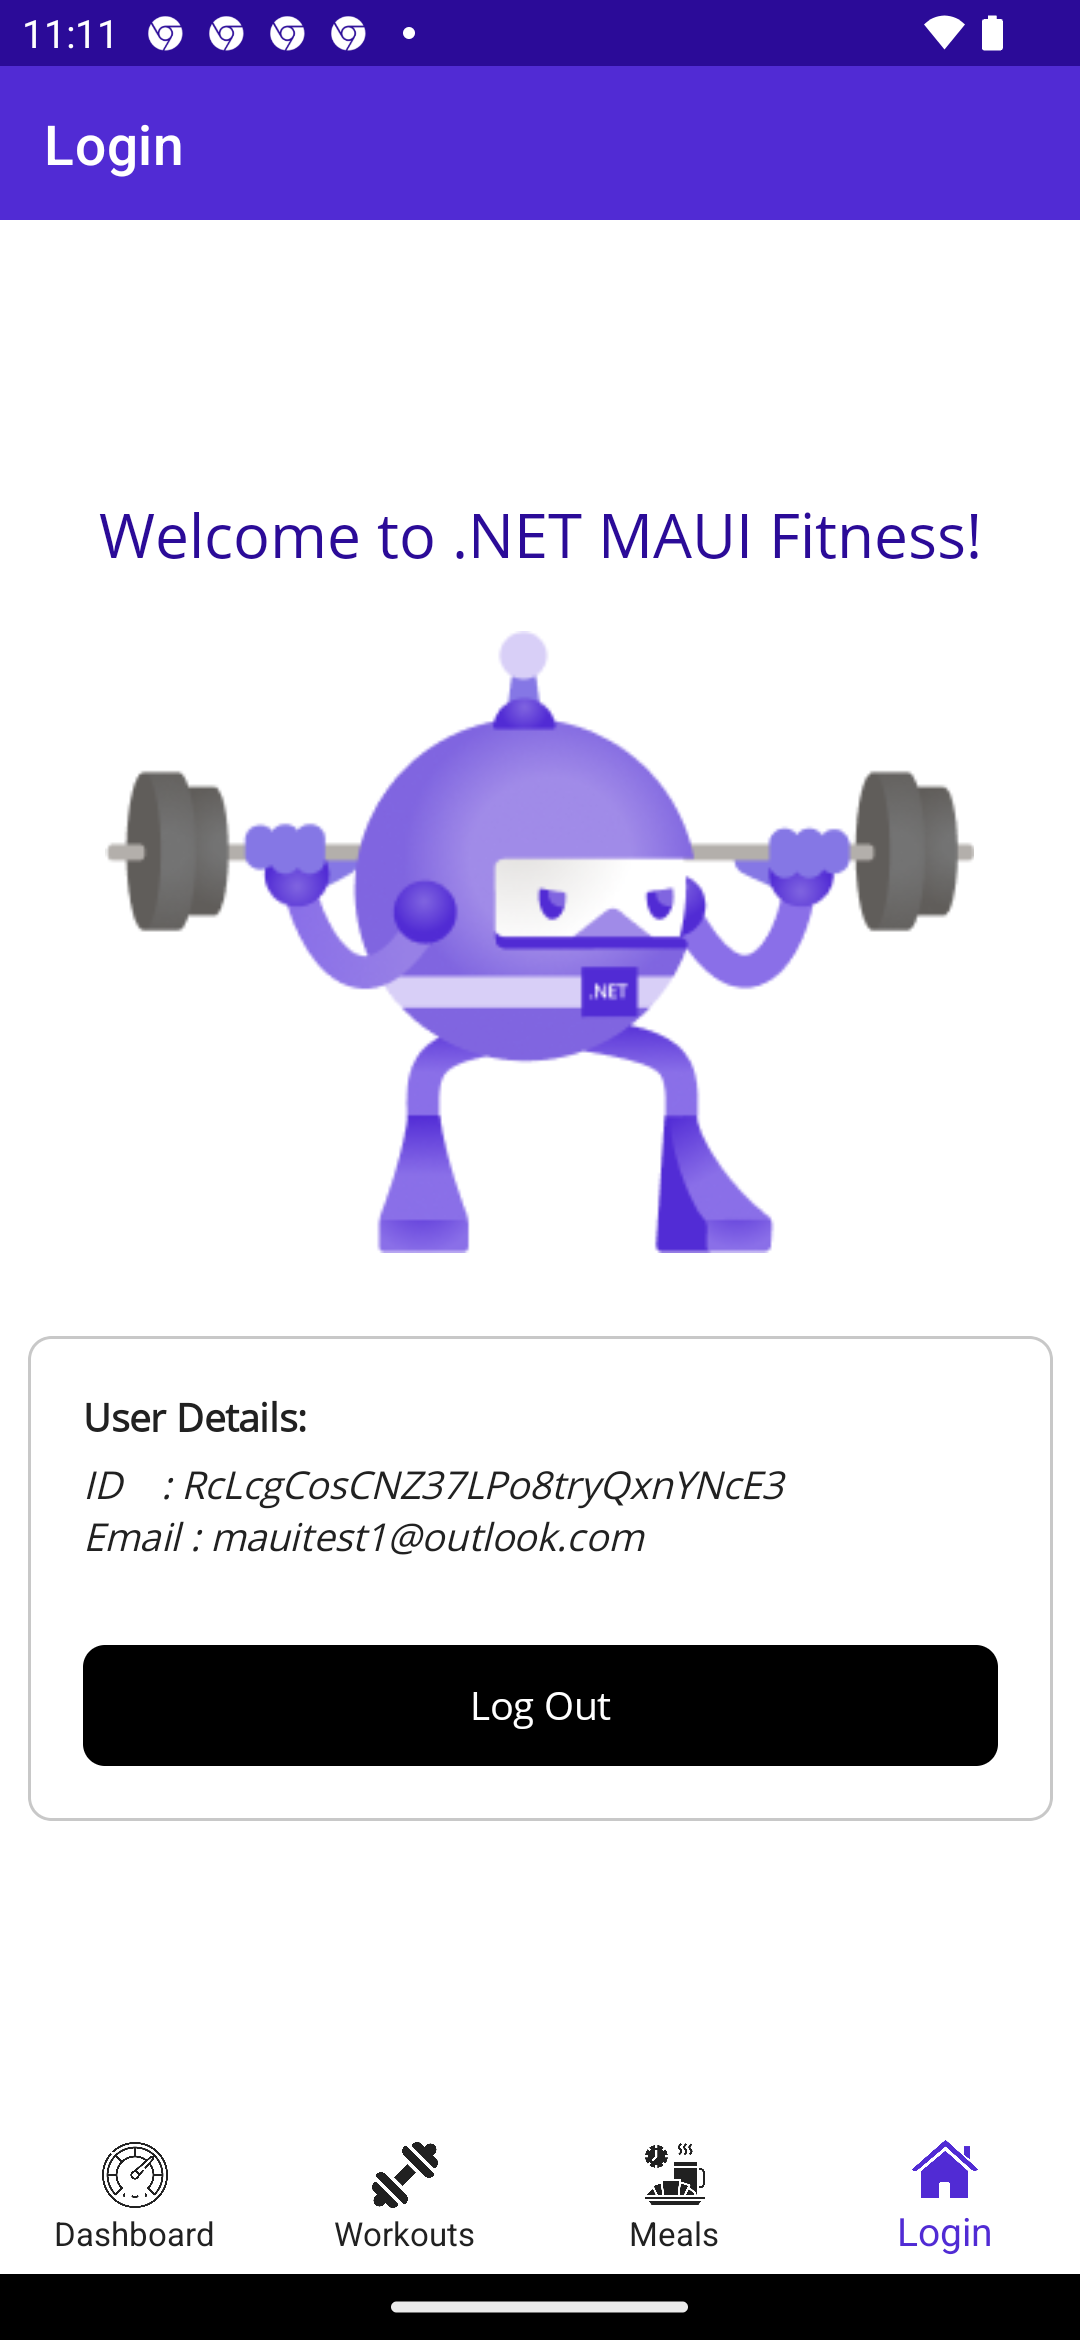 11:11
Login
Welcome to .NET MAUI Fitness!
.NET
User Details:
ID : RcLcgCosCNZ37LPo8tryQxnYNcE3
Email : mauitest1@outlook.com
Log Out
Dashboard
Workouts
Meals
Login